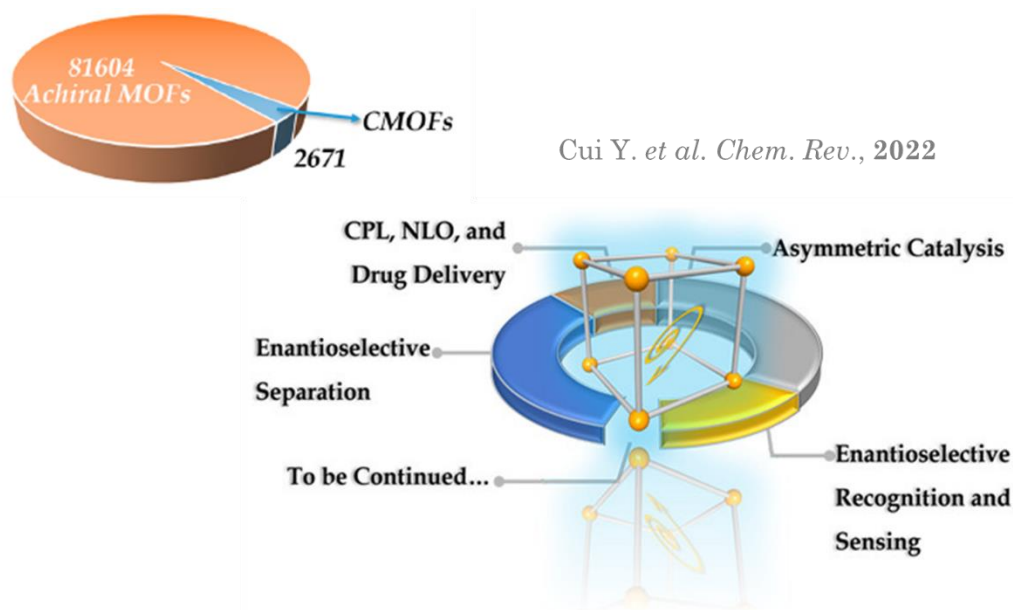 81604
Achiral MOFs
CMOFs
2671
Cui Y. et al. Chem. Rev., 2022
CPL, NLO, and
Drug Delivery
Asymmetric Catalysis
Enantioselective
Separation
To be Continued...
Enantioselective
Recognition and
Sensing